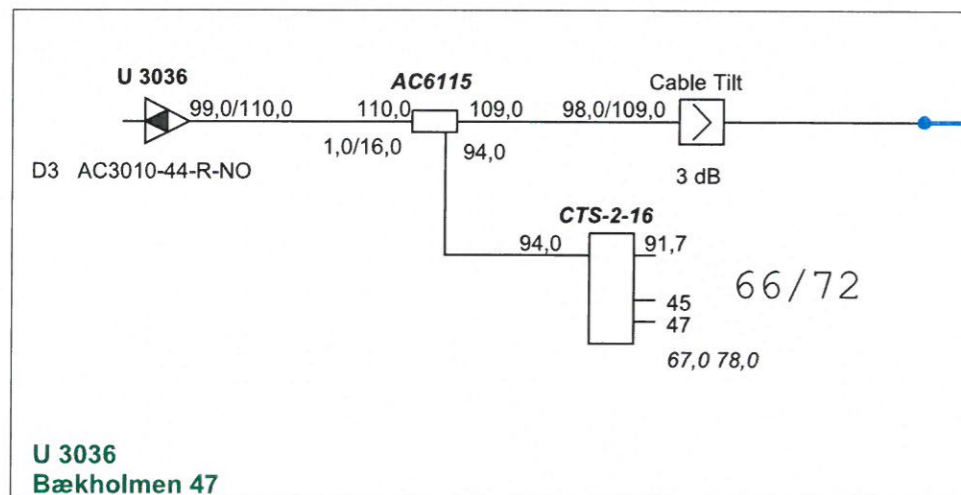 U 3036
AC6115
Cable Tilt
99,0/110,0
110,0
109,0
98,0/109,0
1,0/16,0
94,0
D3 AC3010-44-R-NO
3 dB
CTS-2-16
94,0
91,7
66/72
45
47
67,0 78,0
U 3036
Bækholmen 47